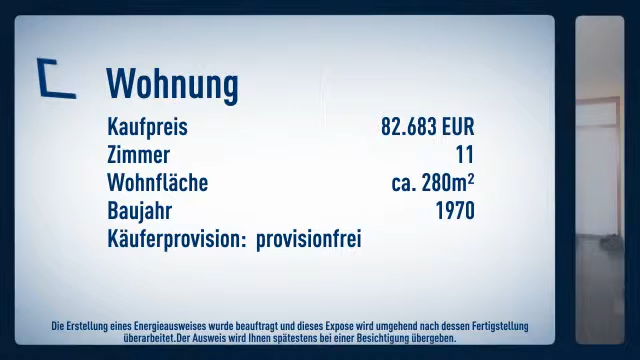 Wohnung
Kaufpreis 82.683 EUR
Zimmer 11
Wohnfläche ca. 280m²
Baujahr 1970
Käuferprovision: provisionfrei
Die Erstellung eines Energieausweises wurde beauftragt und dieses Expose wird umgehend nach dessen Fertigstellung
überarbeitet.Der Ausweis wird Ihnen spätestens bei einer Besichtigung übergeben.